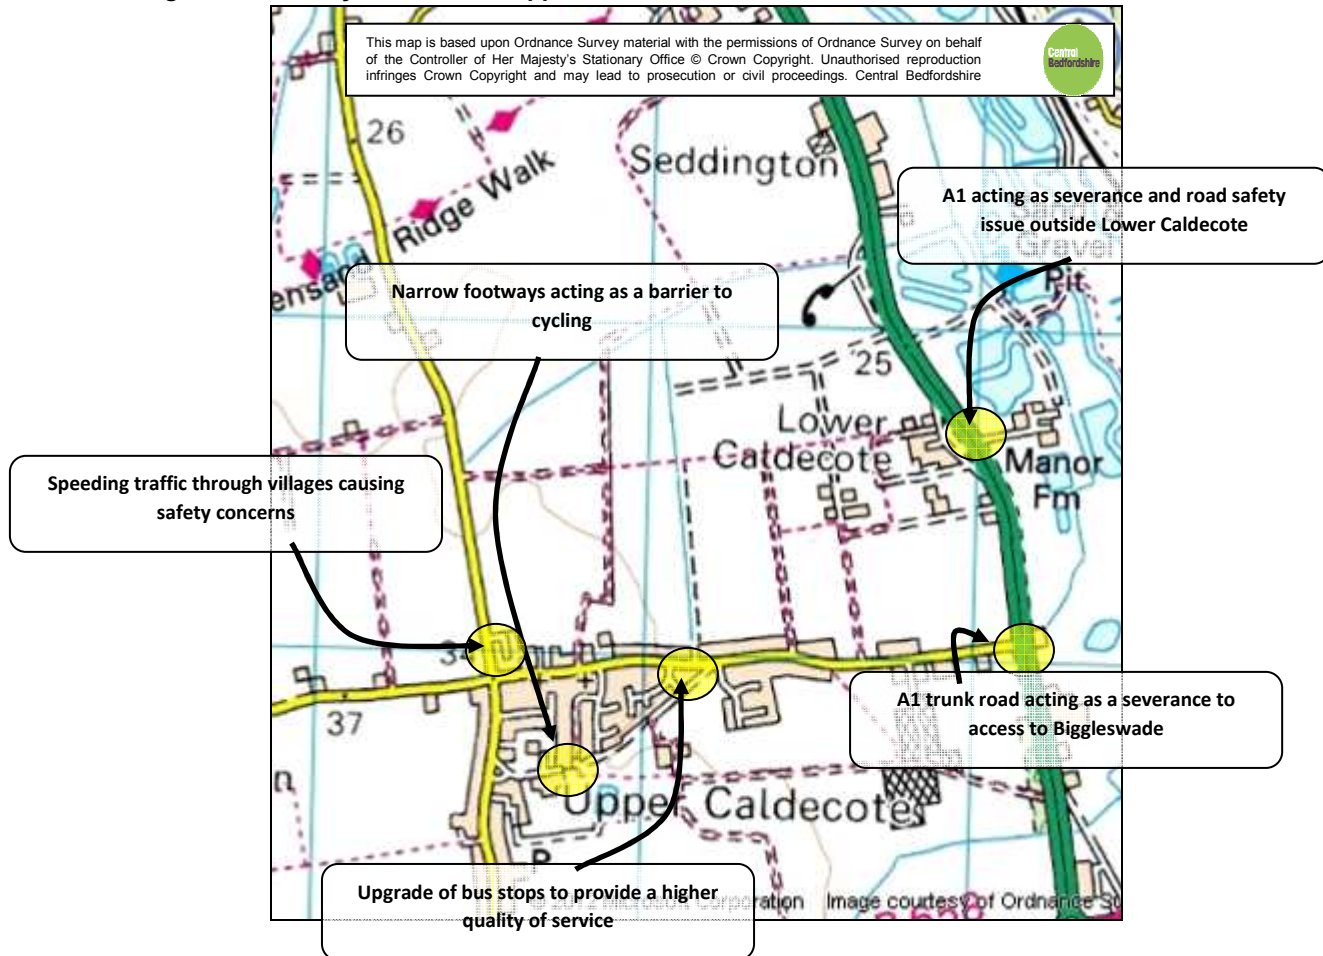 This map is based upon Ordnance Survey material with the permissions of Ordnance Survey on behalf
of the Controller of Her Majesty's Stationary Office © Crown Copyright. Unauthorised reproduction
infringes Crown Copyright and may lead to prosecution or civil proceedings. Central Bedfordshire
Central
Bedfordshire
26
Seddington
Ridge Walk
A1 acting as severance and road safety
issue outside Lower Caldecote
Pit
Narrow footways acting as a barrier to
cycling
25
Lower
Caldecote
Manor
Fm
Speeding traffic through villages causing
safety concerns
37
A1 trunk road acting as a severance to
access to Biggleswade
Upper Caldecote
P
Upgrade of bus stops to provide a higher
quality of service
Image courtesy of Ordnance